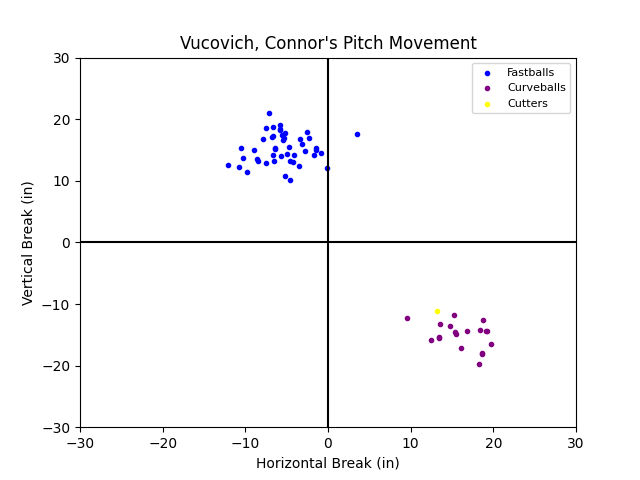 Vucovich, Connor's Pitch Movement
Fastballs
Curveballs
Cutters
30
20
10
0
−10
−20
−30
Vertical Break (in)
−30
−20
−10
0
10
20
30
Horizontal Break (in)